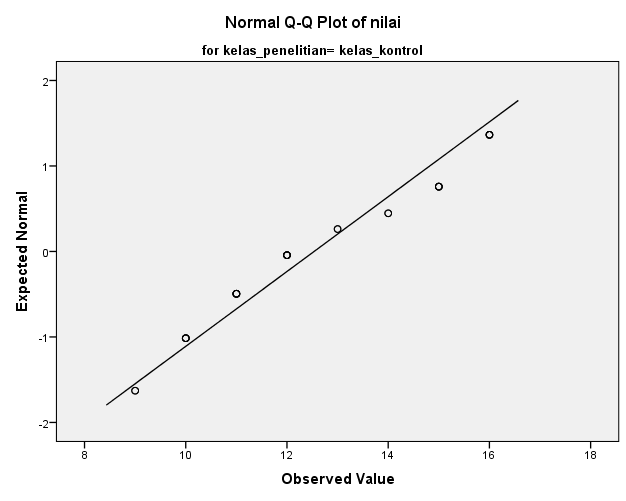 Normal Q-Q Plot of nilai
for kelas_penelitian= kelas_kontrol
Expected Normal
2
1
0
-1
-2
8
10
12
14
16
18
Observed Value